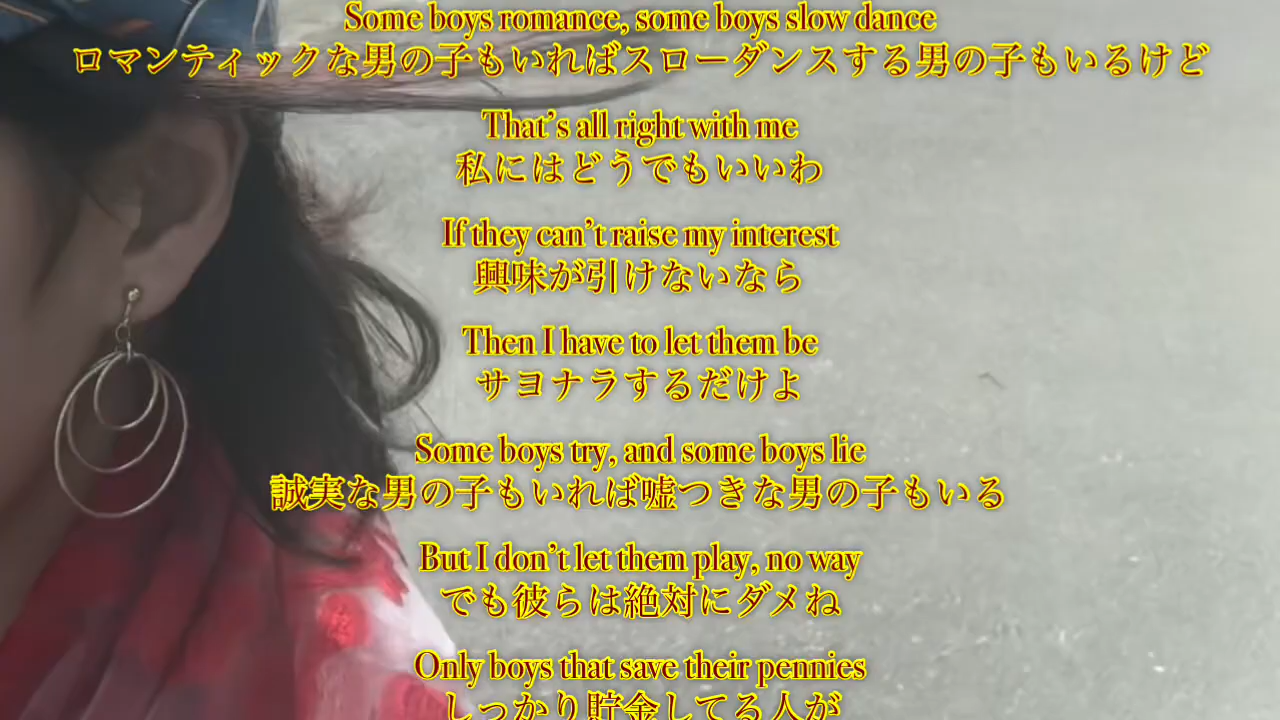 Some boys romance, some boys slow dance
ロマンティックな男の子もいればスローダンスする男の子もいるけど
That's all right with me
私にはどうでもいいわ
If they can't raise my interest
興味が引けないなら
Then I have to let them be
サヨナラするだけよ
Some boys try, and some boys lie
誠実な男の子もいれば嘘つきな男の子もいる
But I don't let them play, no way
でも彼らは絶対にダメね
Only boys that save their pennies
しっかり貯金してる人が